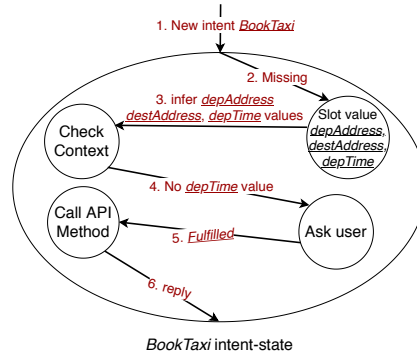 1. New intent BookTaxi
2. Missing
3. infer depAddress
destAddress, depTime values
Slot value
depAddress,
destAddress,
depTime
Check
Context
4. No depTime value
Call API
Method
5. Fulfilled
Ask user
6. reply
BookTaxi intent-state